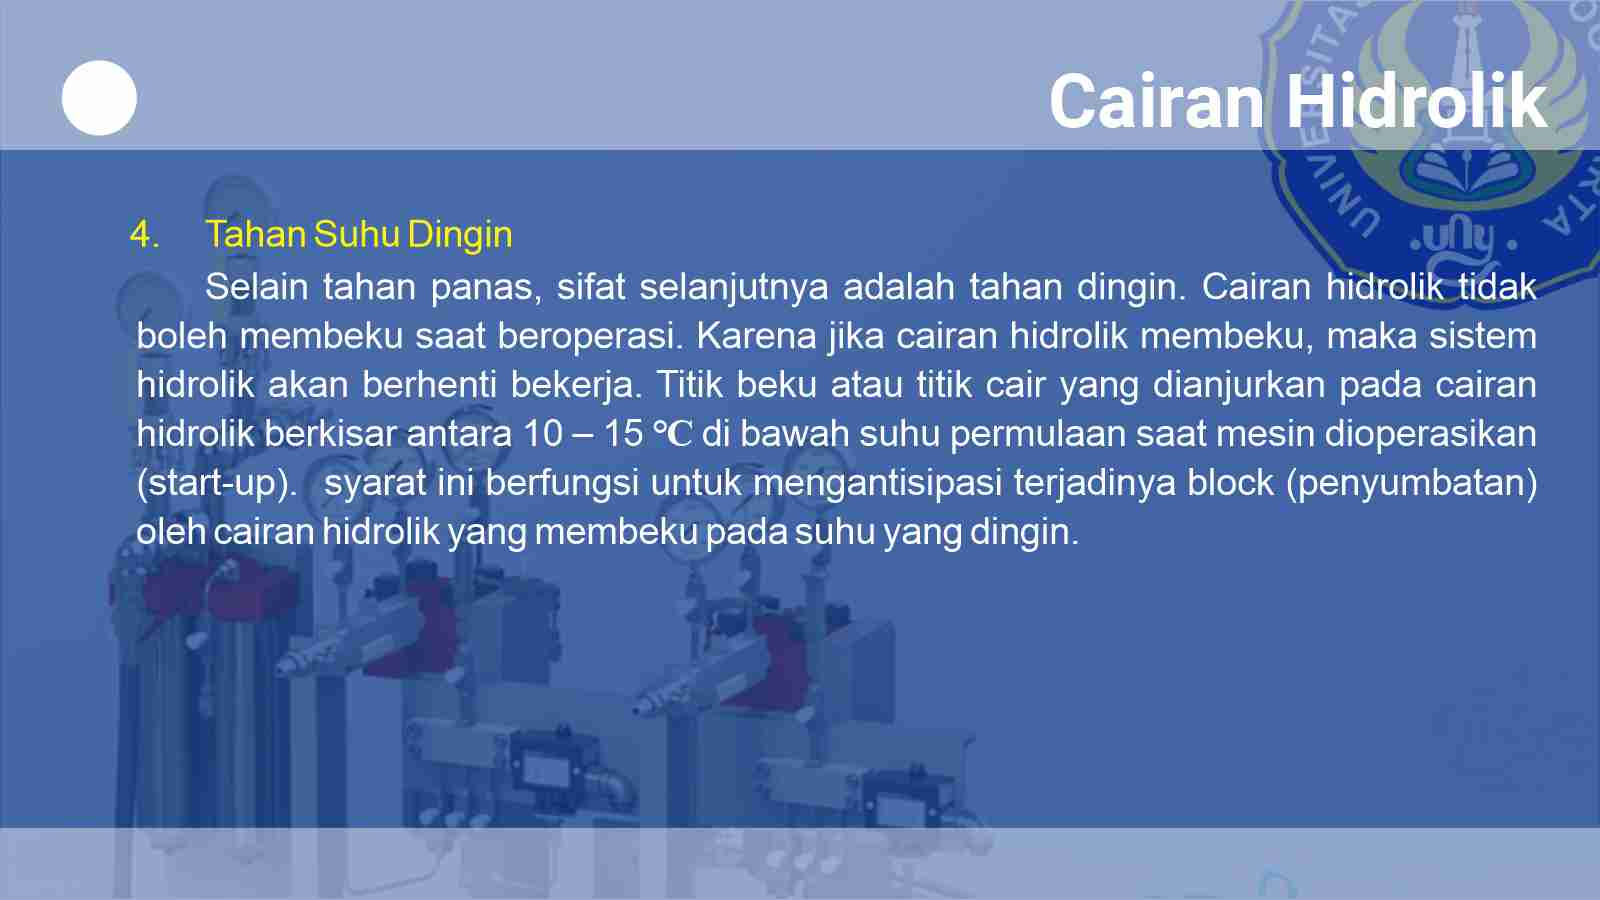 Cairan Hidrolik
4. Tahan Suhu Dingin
Selain tahan panas, sifat selanjutnya adalah tahan dingin. Cairan hidrolik tidak
boleh membeku saat beroperasi. Karena jika cairan hidrolik membeku, maka sistem
hidrolik akan berhenti bekerja. Titik beku atau titik cair yang dianjurkan pada cairan
hidrolik berkisar antara 10 – 15 ℃ di bawah suhu permulaan saat mesin dioperasikan
(start-up). syarat ini berfungsi untuk mengantisipasi terjadinya block (penyumbatan)
oleh cairan hidrolik yang membeku pada suhu yang dingin.
UNIVERSITAS
uny